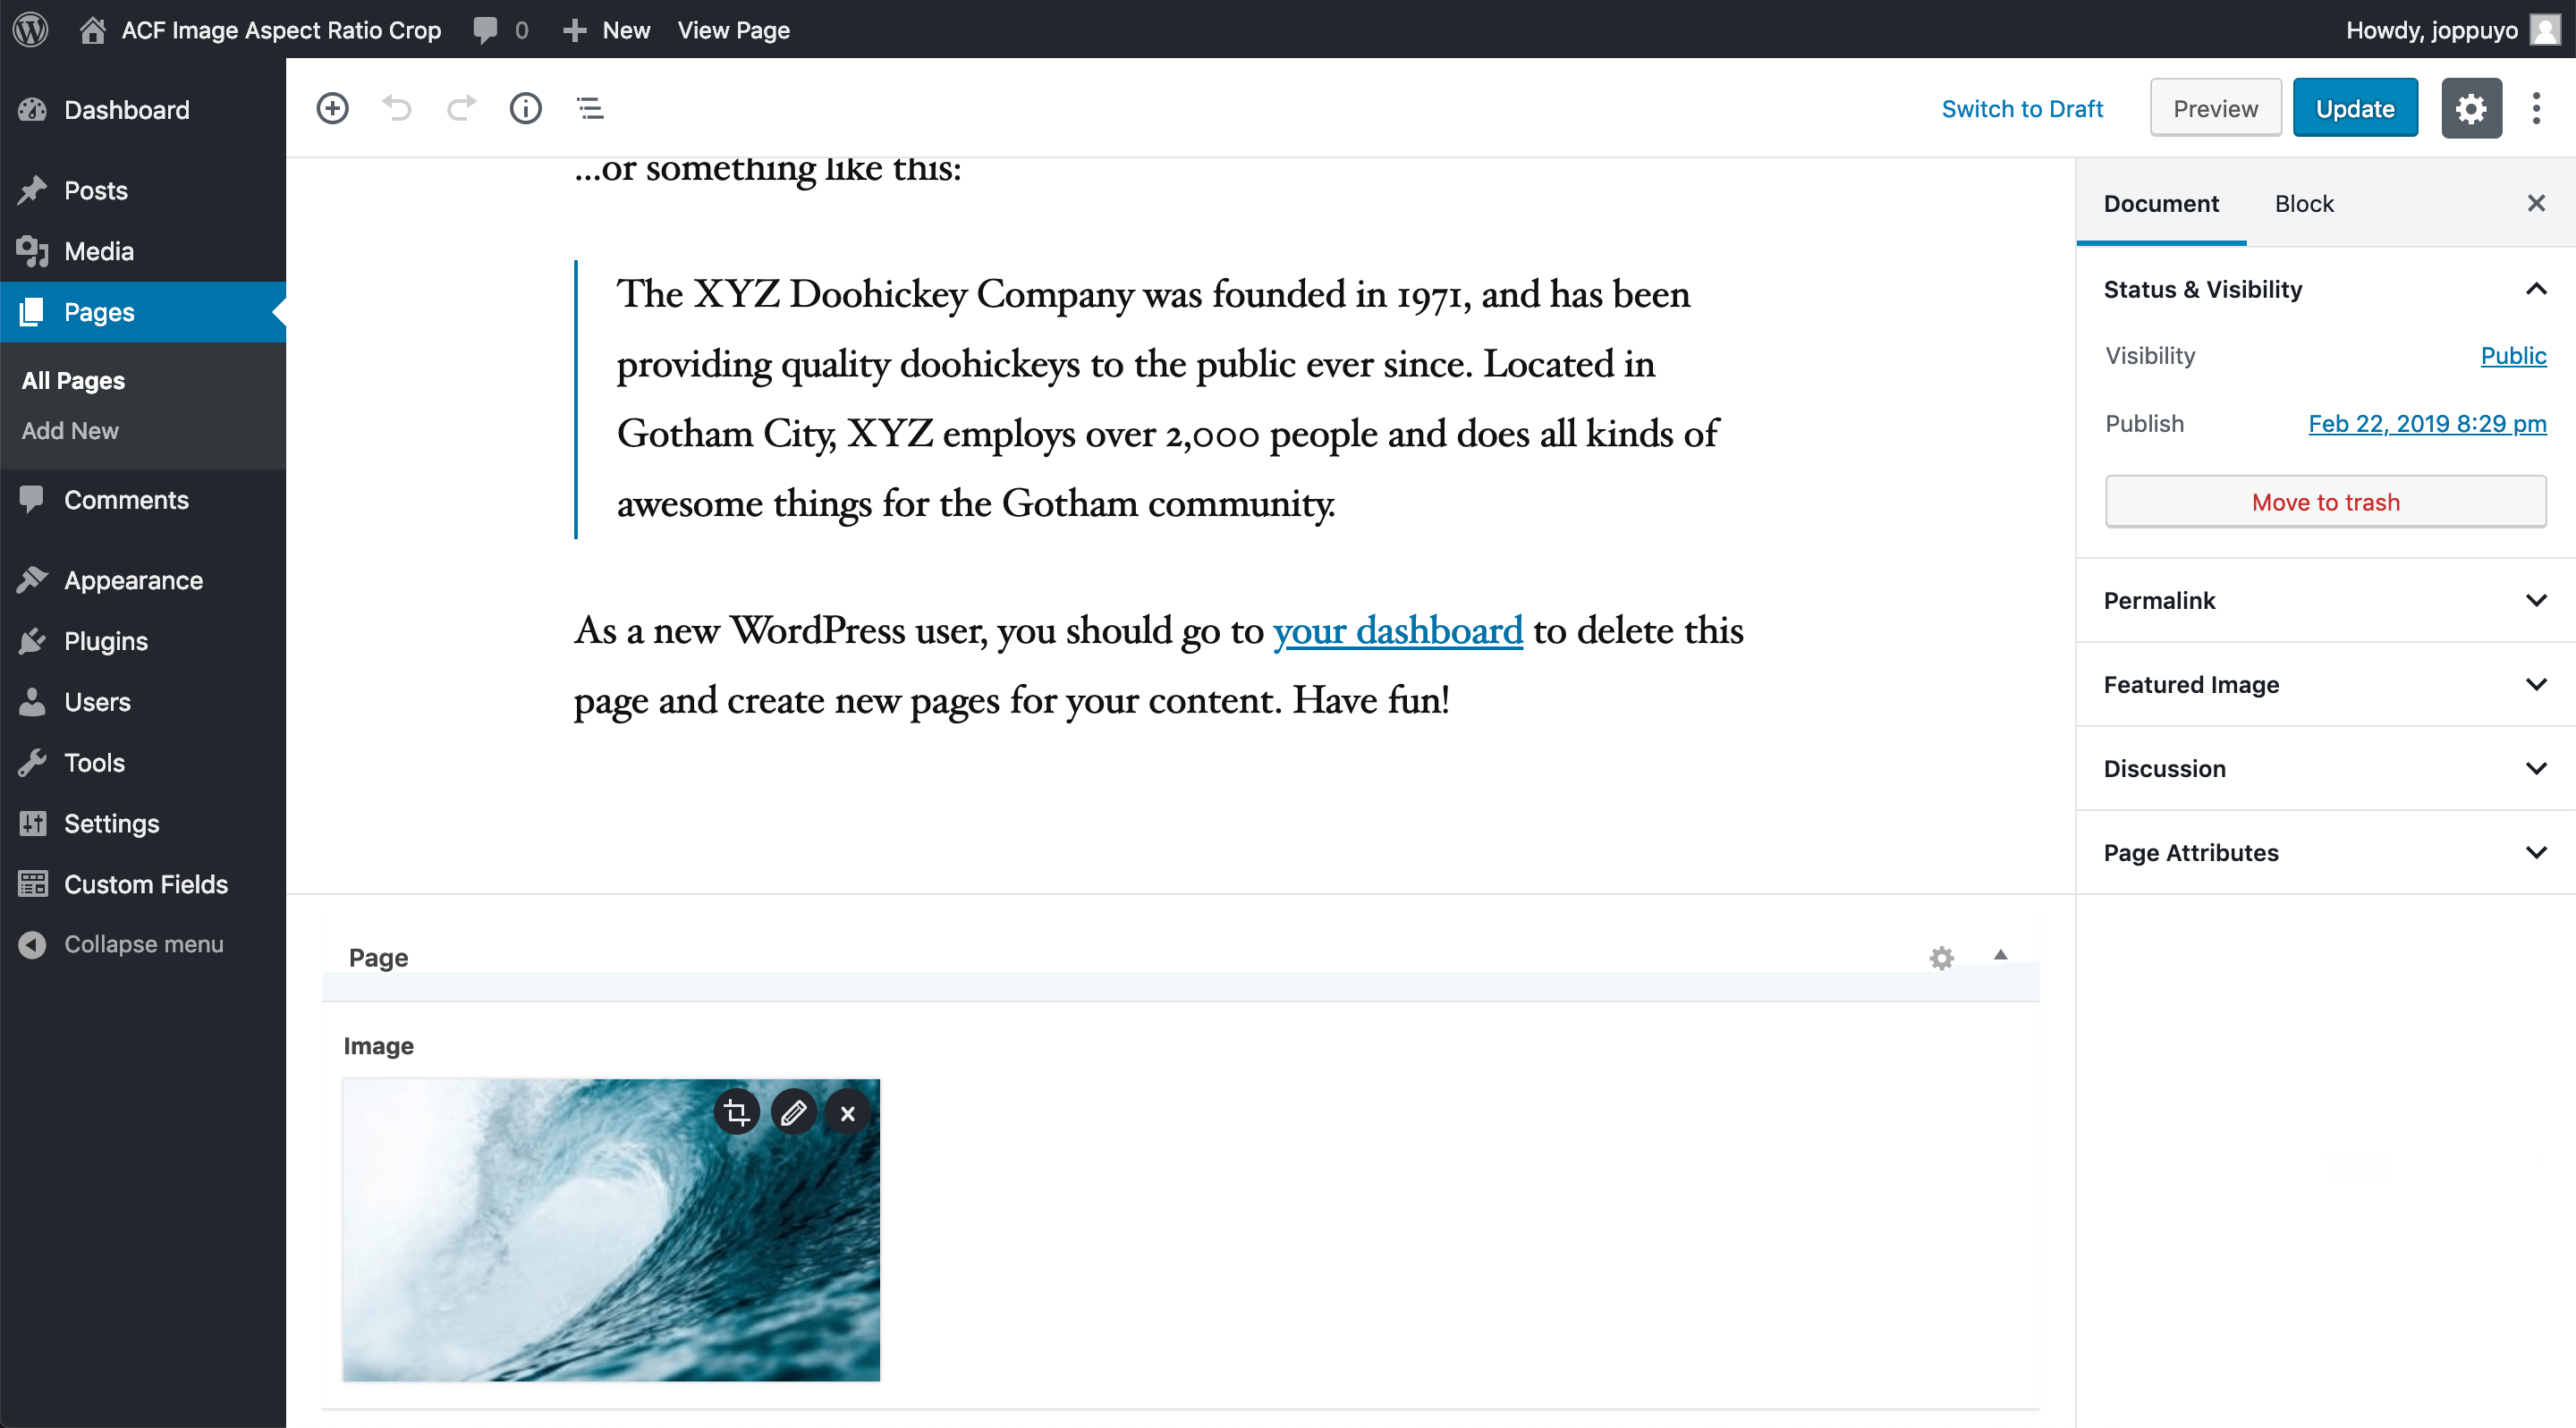 ACF Image Aspect Ratio Crop 0 New View Page Howdy, joppuyo
Dashboard
Posts
Media
Pages
All Pages
Add New
Comments
Appearance
Plugins
Users
Tools
Settings
Custom Fields
Collapse menu
Switch to Draft Preview Update
...or something like this:
The XYZ Doohickey Company was founded in 1971, and has been
providing quality doohickeys to the public ever since. Located in
Gotham City, XYZ employs over 2,000 people and does all kinds of
awesome things for the Gotham community.
As a new WordPress user, you should go to your dashboard to delete this
page and create new pages for your content. Have fun!
Page
Image
Document Block
Status & Visibility
Visibility Public
Publish Feb 22, 2019 8:29 pm
Move to trash
Permalink
Featured Image
Discussion
Page Attributes